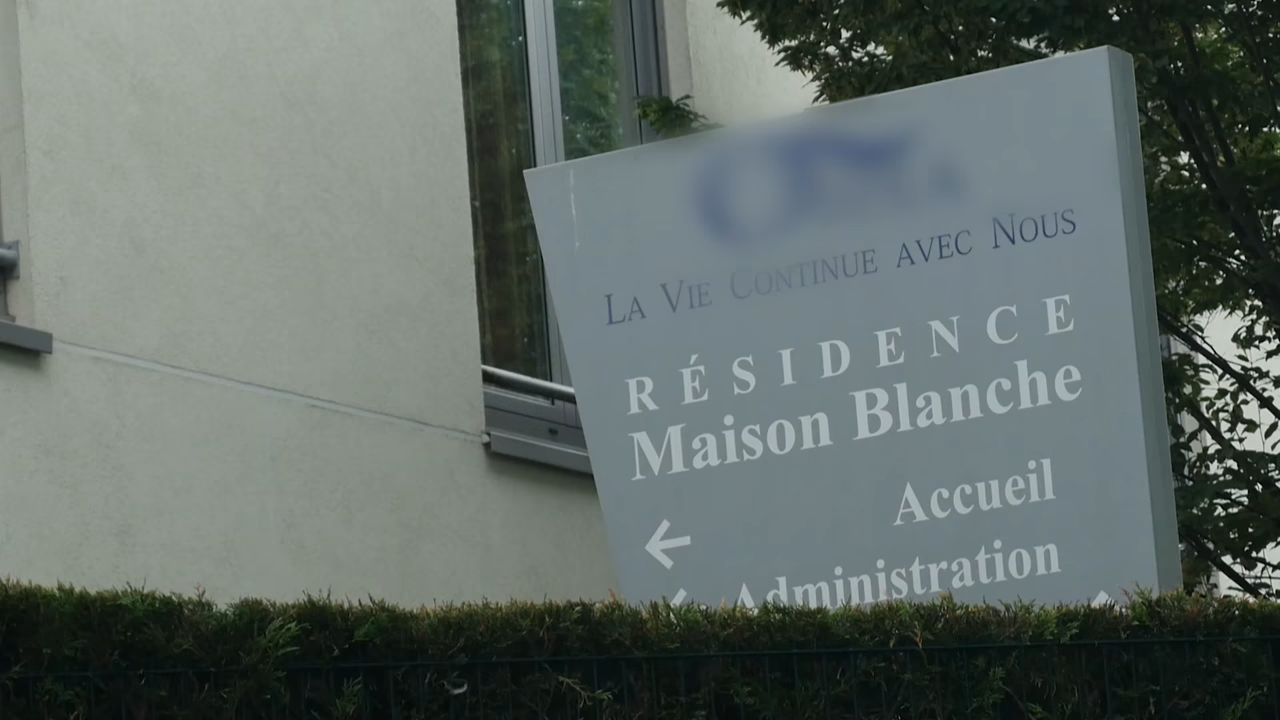 La Vie Continue avec Nous
RÉSIDENCE
Maison Blanche
Accueil
Administration